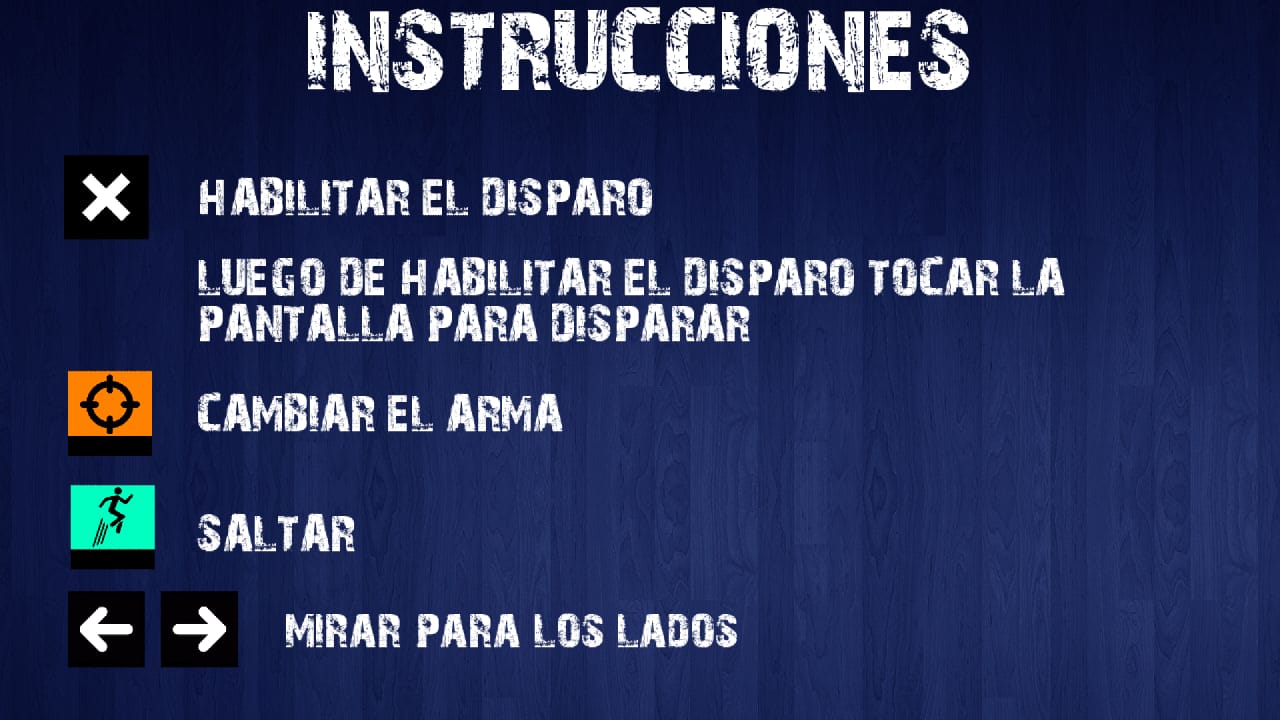 INSTRUCCIONES
HABILITAR EL DISPARO
LUEGO DE HABILITAR EL DISPARO TOCAR LA
PANTALLA PARA DISPARAR
CAMBIAR EL ARMA
SALTAR
MIRAR PARA LOS LADOS